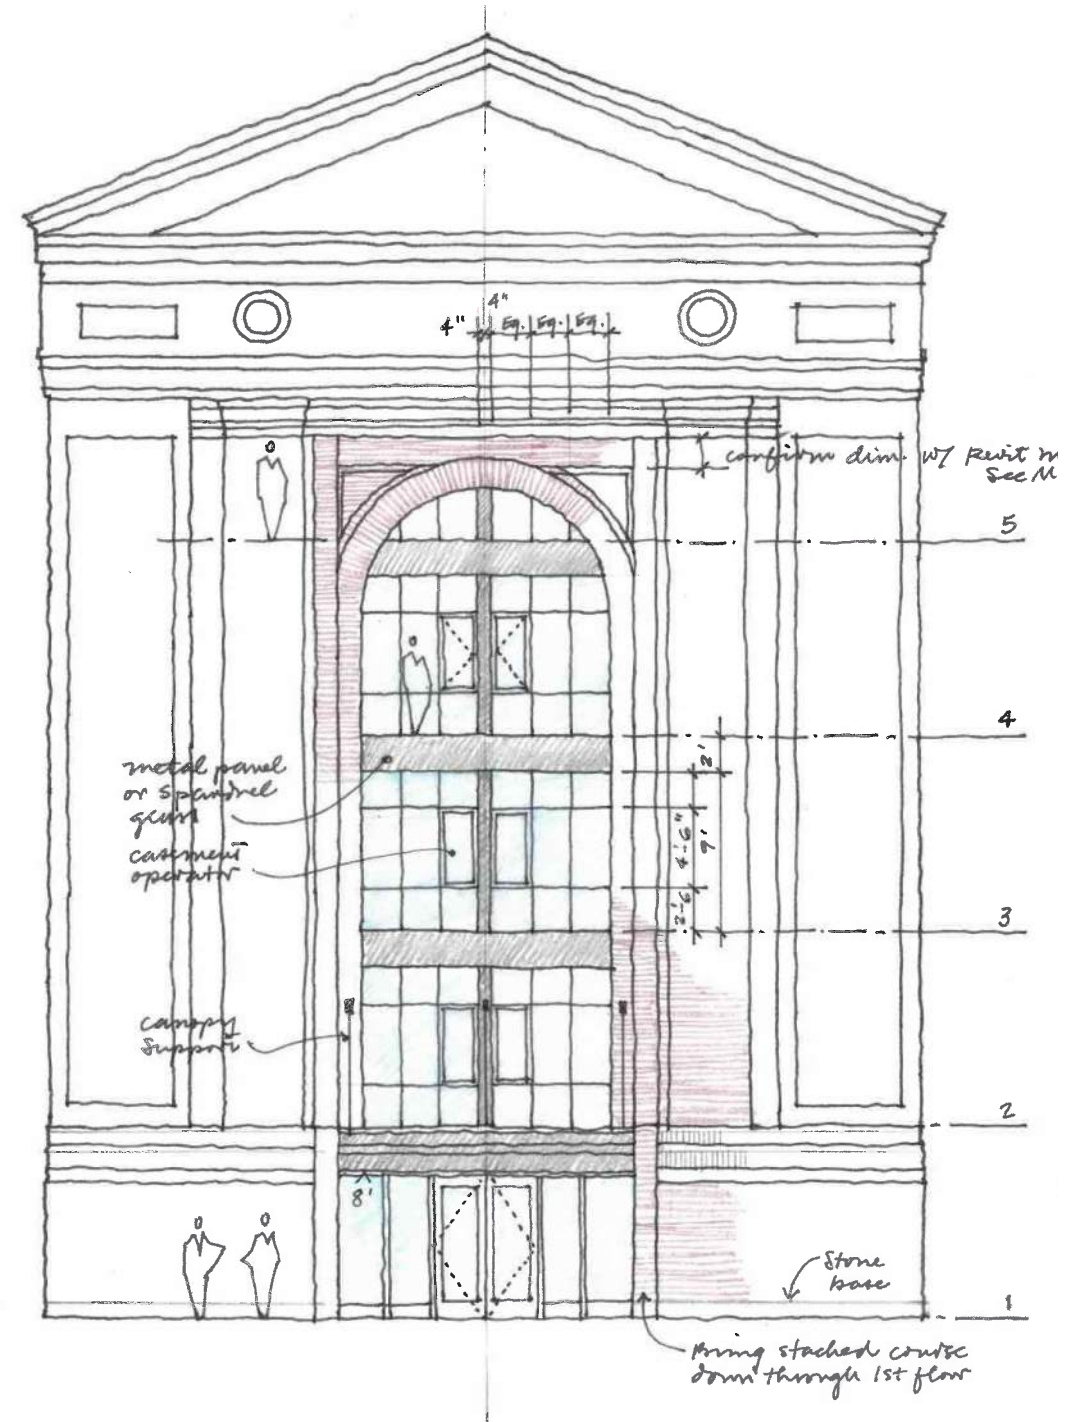 4"
4" Eq. Eq. Eq.
confirm dim. w/ Revit m
See M
5
4
metal panel
or spandrel
glass
casement
operator
2'
4'-6"
9'
2'-6"
3
canopy
support
2
8'
Stone
base
1
Bring stacked course
down through 1st floor